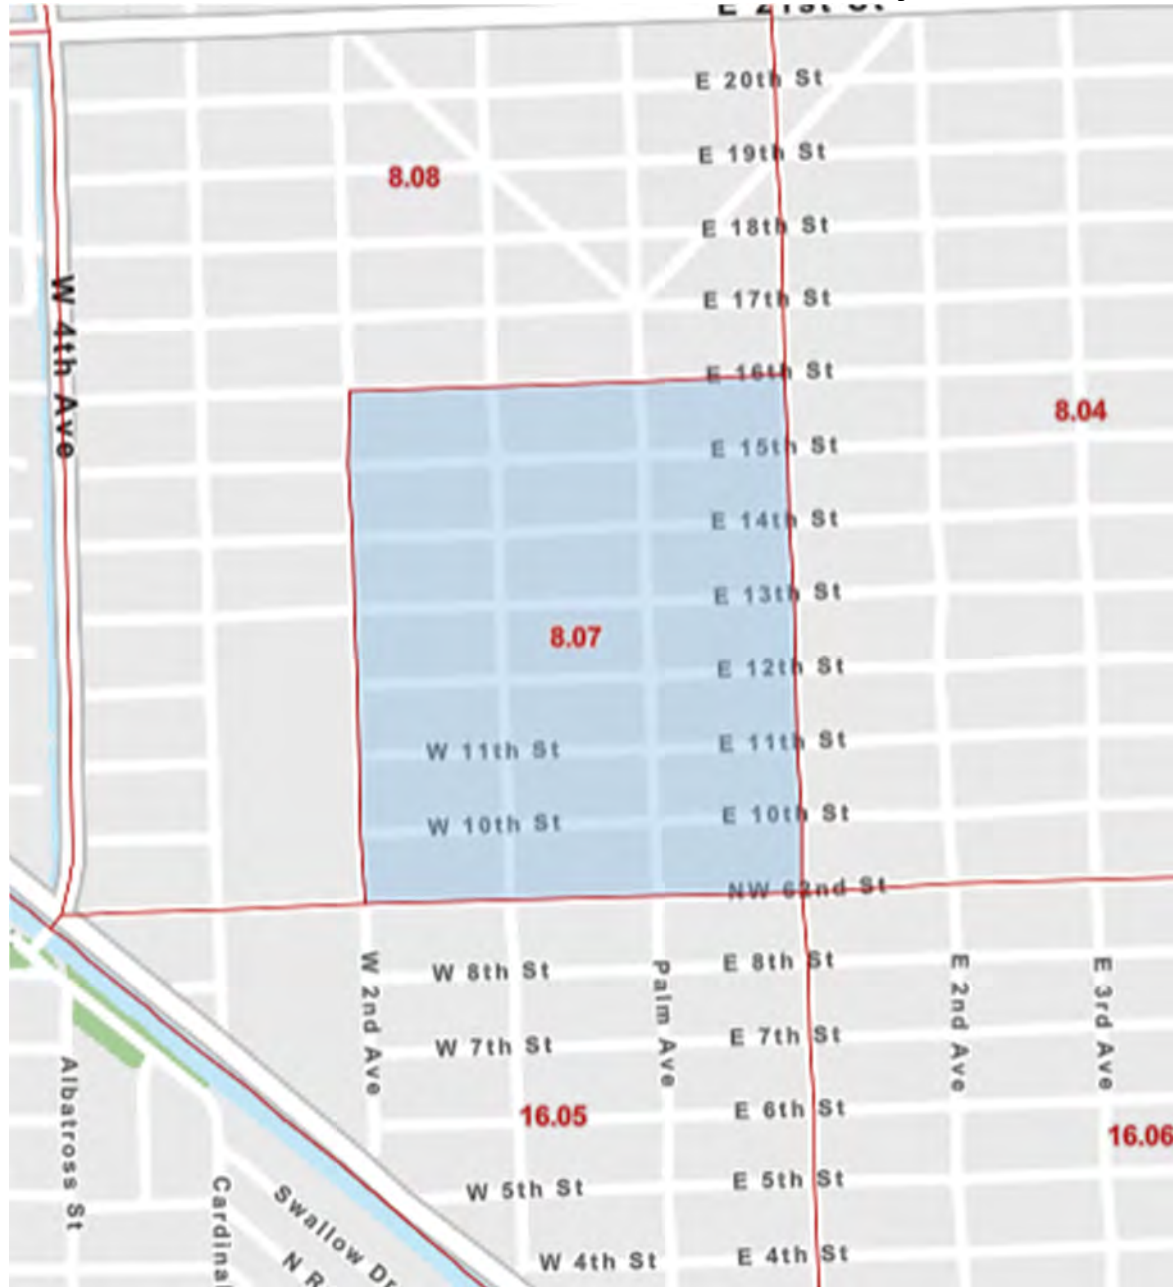 E 21st St
E 20th St
E 19th St
8.08
E 18th St
W 4th Ave
E 17th St
E 16th St
8.04
E 15th St
E 14th St
E 13th St
8.07
E 12th St
W 11th St
E 11th St
W 10th St
E 10th St
NW 62nd St
W 8th St
E 8th St
W 2nd Ave
Palm Ave
E 2nd Ave
E 3rd Ave
W 7th St
E 7th St
Albatross St
16.05
E 6th St
16.06
W 5th St
E 5th St
Cardinal
Swallow Dr
N R
W 4th St
E 4th St